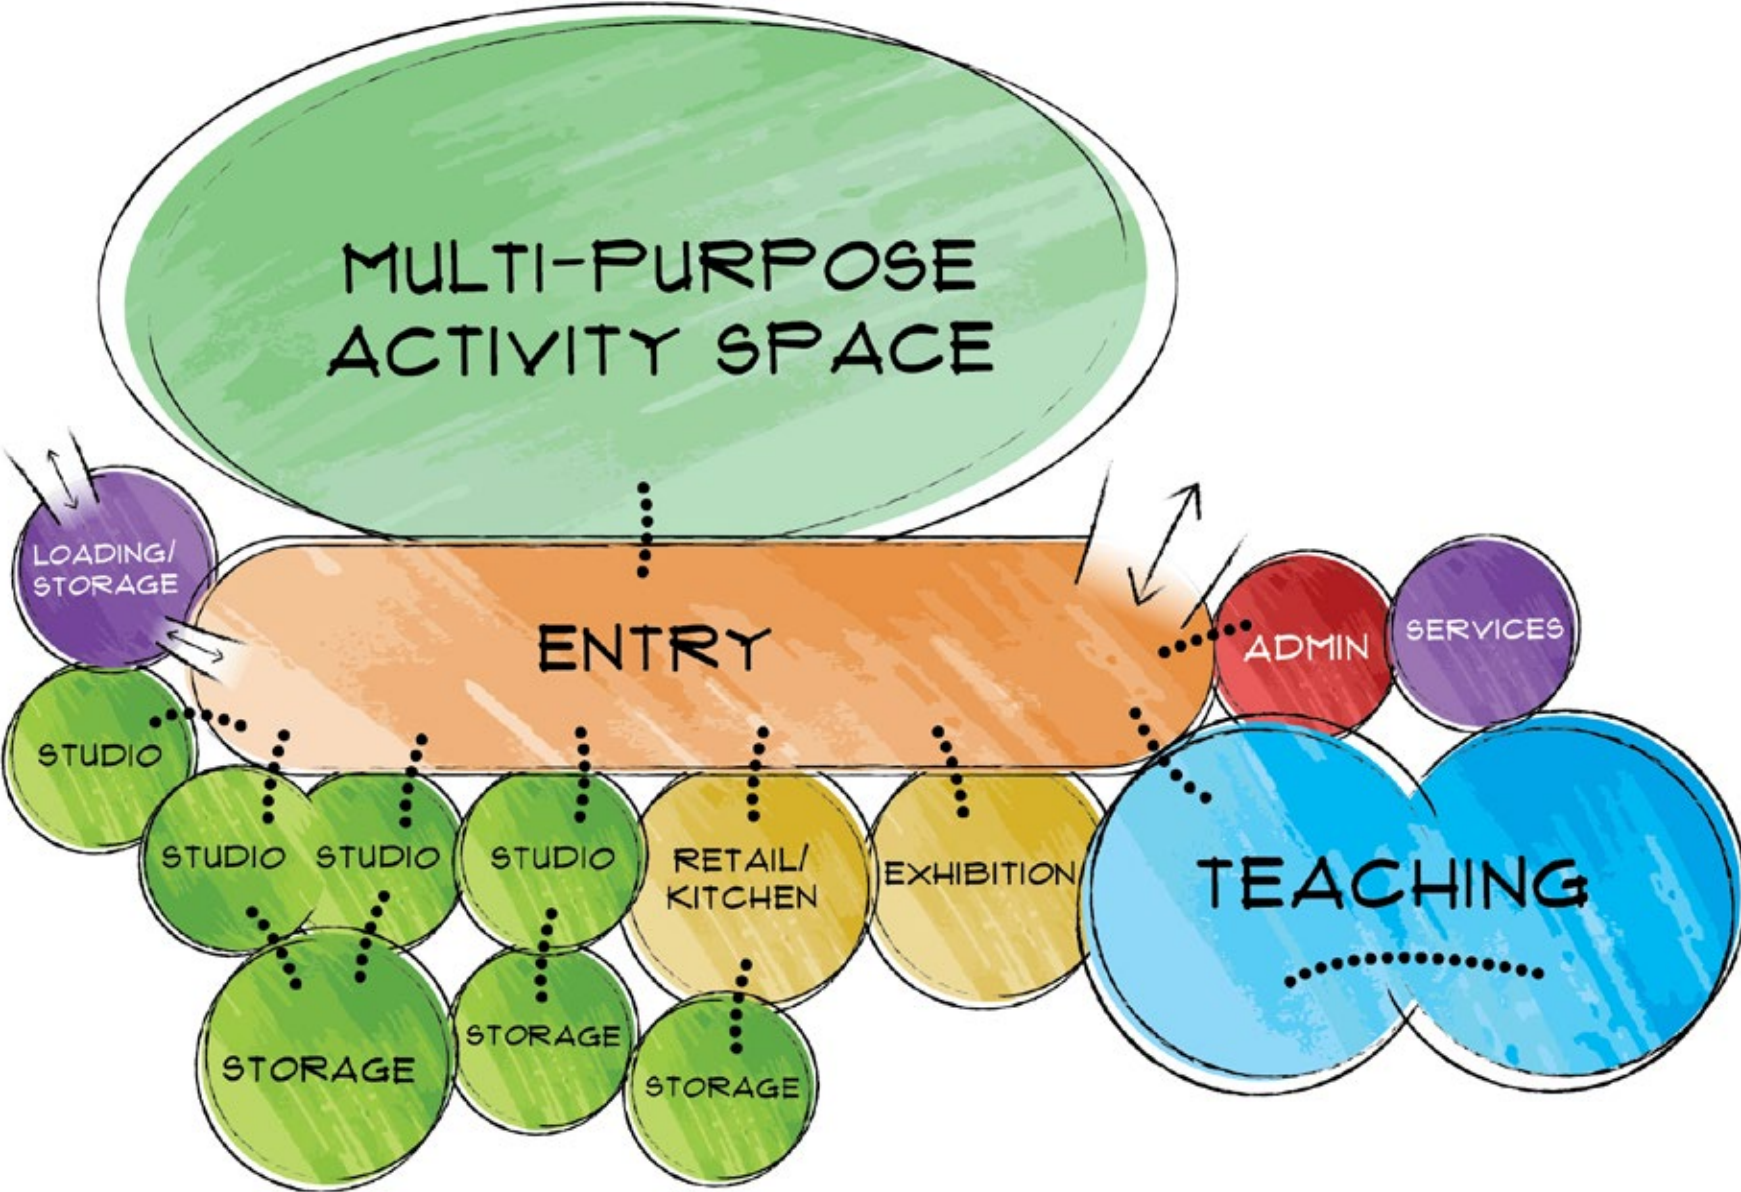 MULTI-PURPOSE
ACTIVITY SPACE
LOADING/
STORAGE
ENTRY
ADMIN
SERVICES
STUDIO
STUDIO
STUDIO
STUDIO
RETAIL/
KITCHEN
EXHIBITION
TEACHING
STORAGE
STORAGE
STORAGE